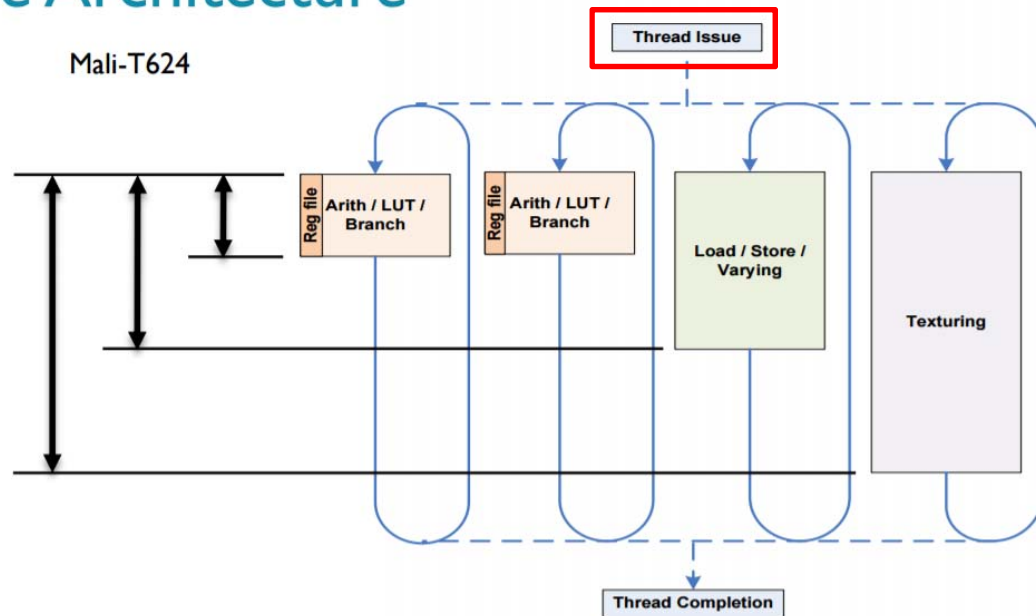 e Architecture
Mali-T624
Thread Issue
Reg file
Arith / LUT /
Branch
Reg file
Arith / LUT /
Branch
Load / Store /
Varying
Texturing
Thread Completion